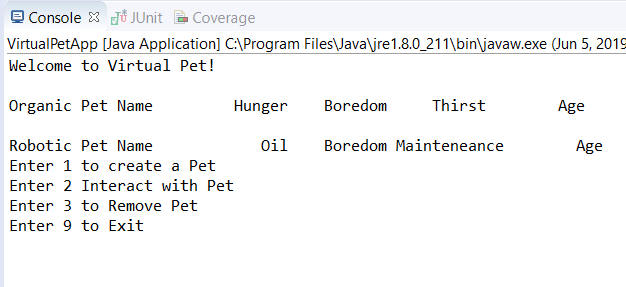 Console JUnit Coverage
VirtualPetApp [Java Application] C:\Program Files\Java\jre1.8.0_211\bin\javaw.exe (Jun 5, 2019
Welcome to Virtual Pet!
Organic Pet Name Hunger Boredom Thirst Age
Robotic Pet Name Oil Boredom Mainteneance Age
Enter 1 to create a Pet
Enter 2 Interact with Pet
Enter 3 to Remove Pet
Enter 9 to Exit